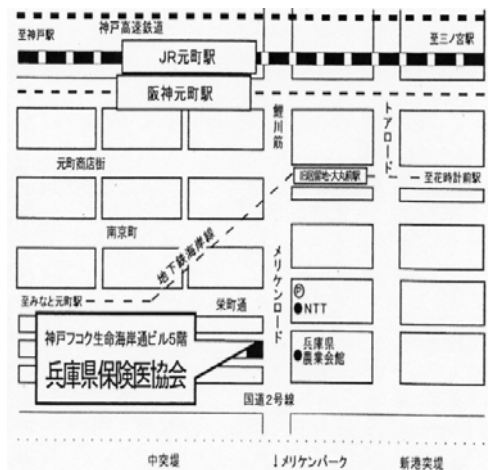 神戸高速鉄道
至神戸駅
至三ノ宮駅
JR元町駅
阪神元町駅
鯉川筋
トアロード
元町商店街
旧居留地・大丸前駅
至花時計前駅
南京町
地下鉄海岸線
メリケンロード
至みなと元町駅
栄町通
P
NTT
神戸フコク生命海岸通ビル5階
兵庫県保険医協会
兵庫県
農業会館
国道2号線
中突堤
↓メリケンパーク
新港突堤